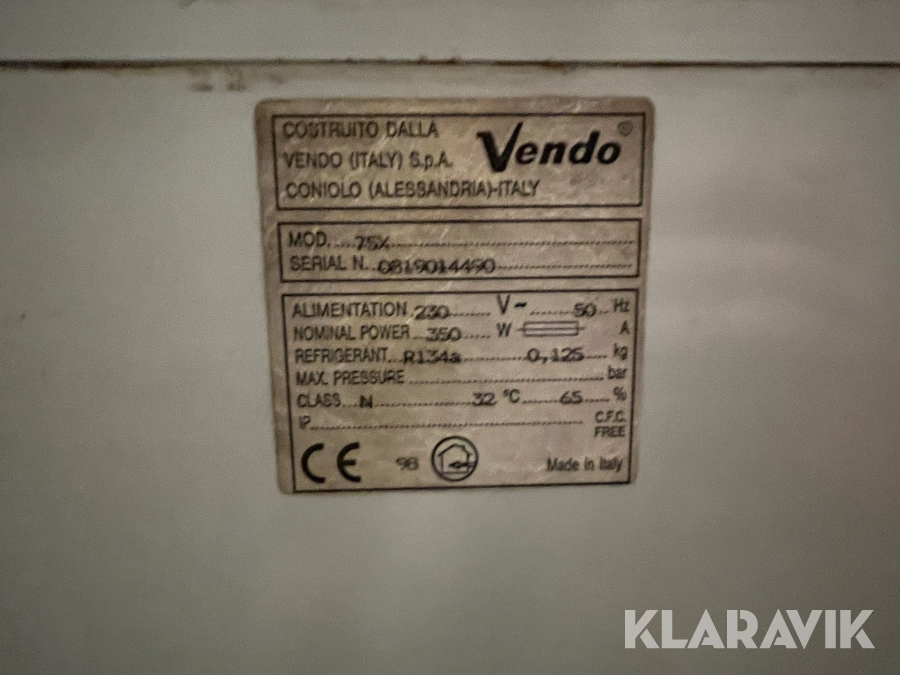 COSTRUITO DALLA
VENDO (ITALY) S.p.A.
CONIOLO (ALESSANDRIA)-ITALY
Vendo®
MOD.....75X
SERIAL N...0819014490
ALIMENTATION.230........V~......50..Hz
NOMINAL POWER...350......W A
REFRIGERANT...R134a 0,125....kg
MAX. PRESSURE bar
CLASS...N 32 °C......65.....%
IP C.F.C.
FREE
CE 98 Made in Italy
KLARAVIK